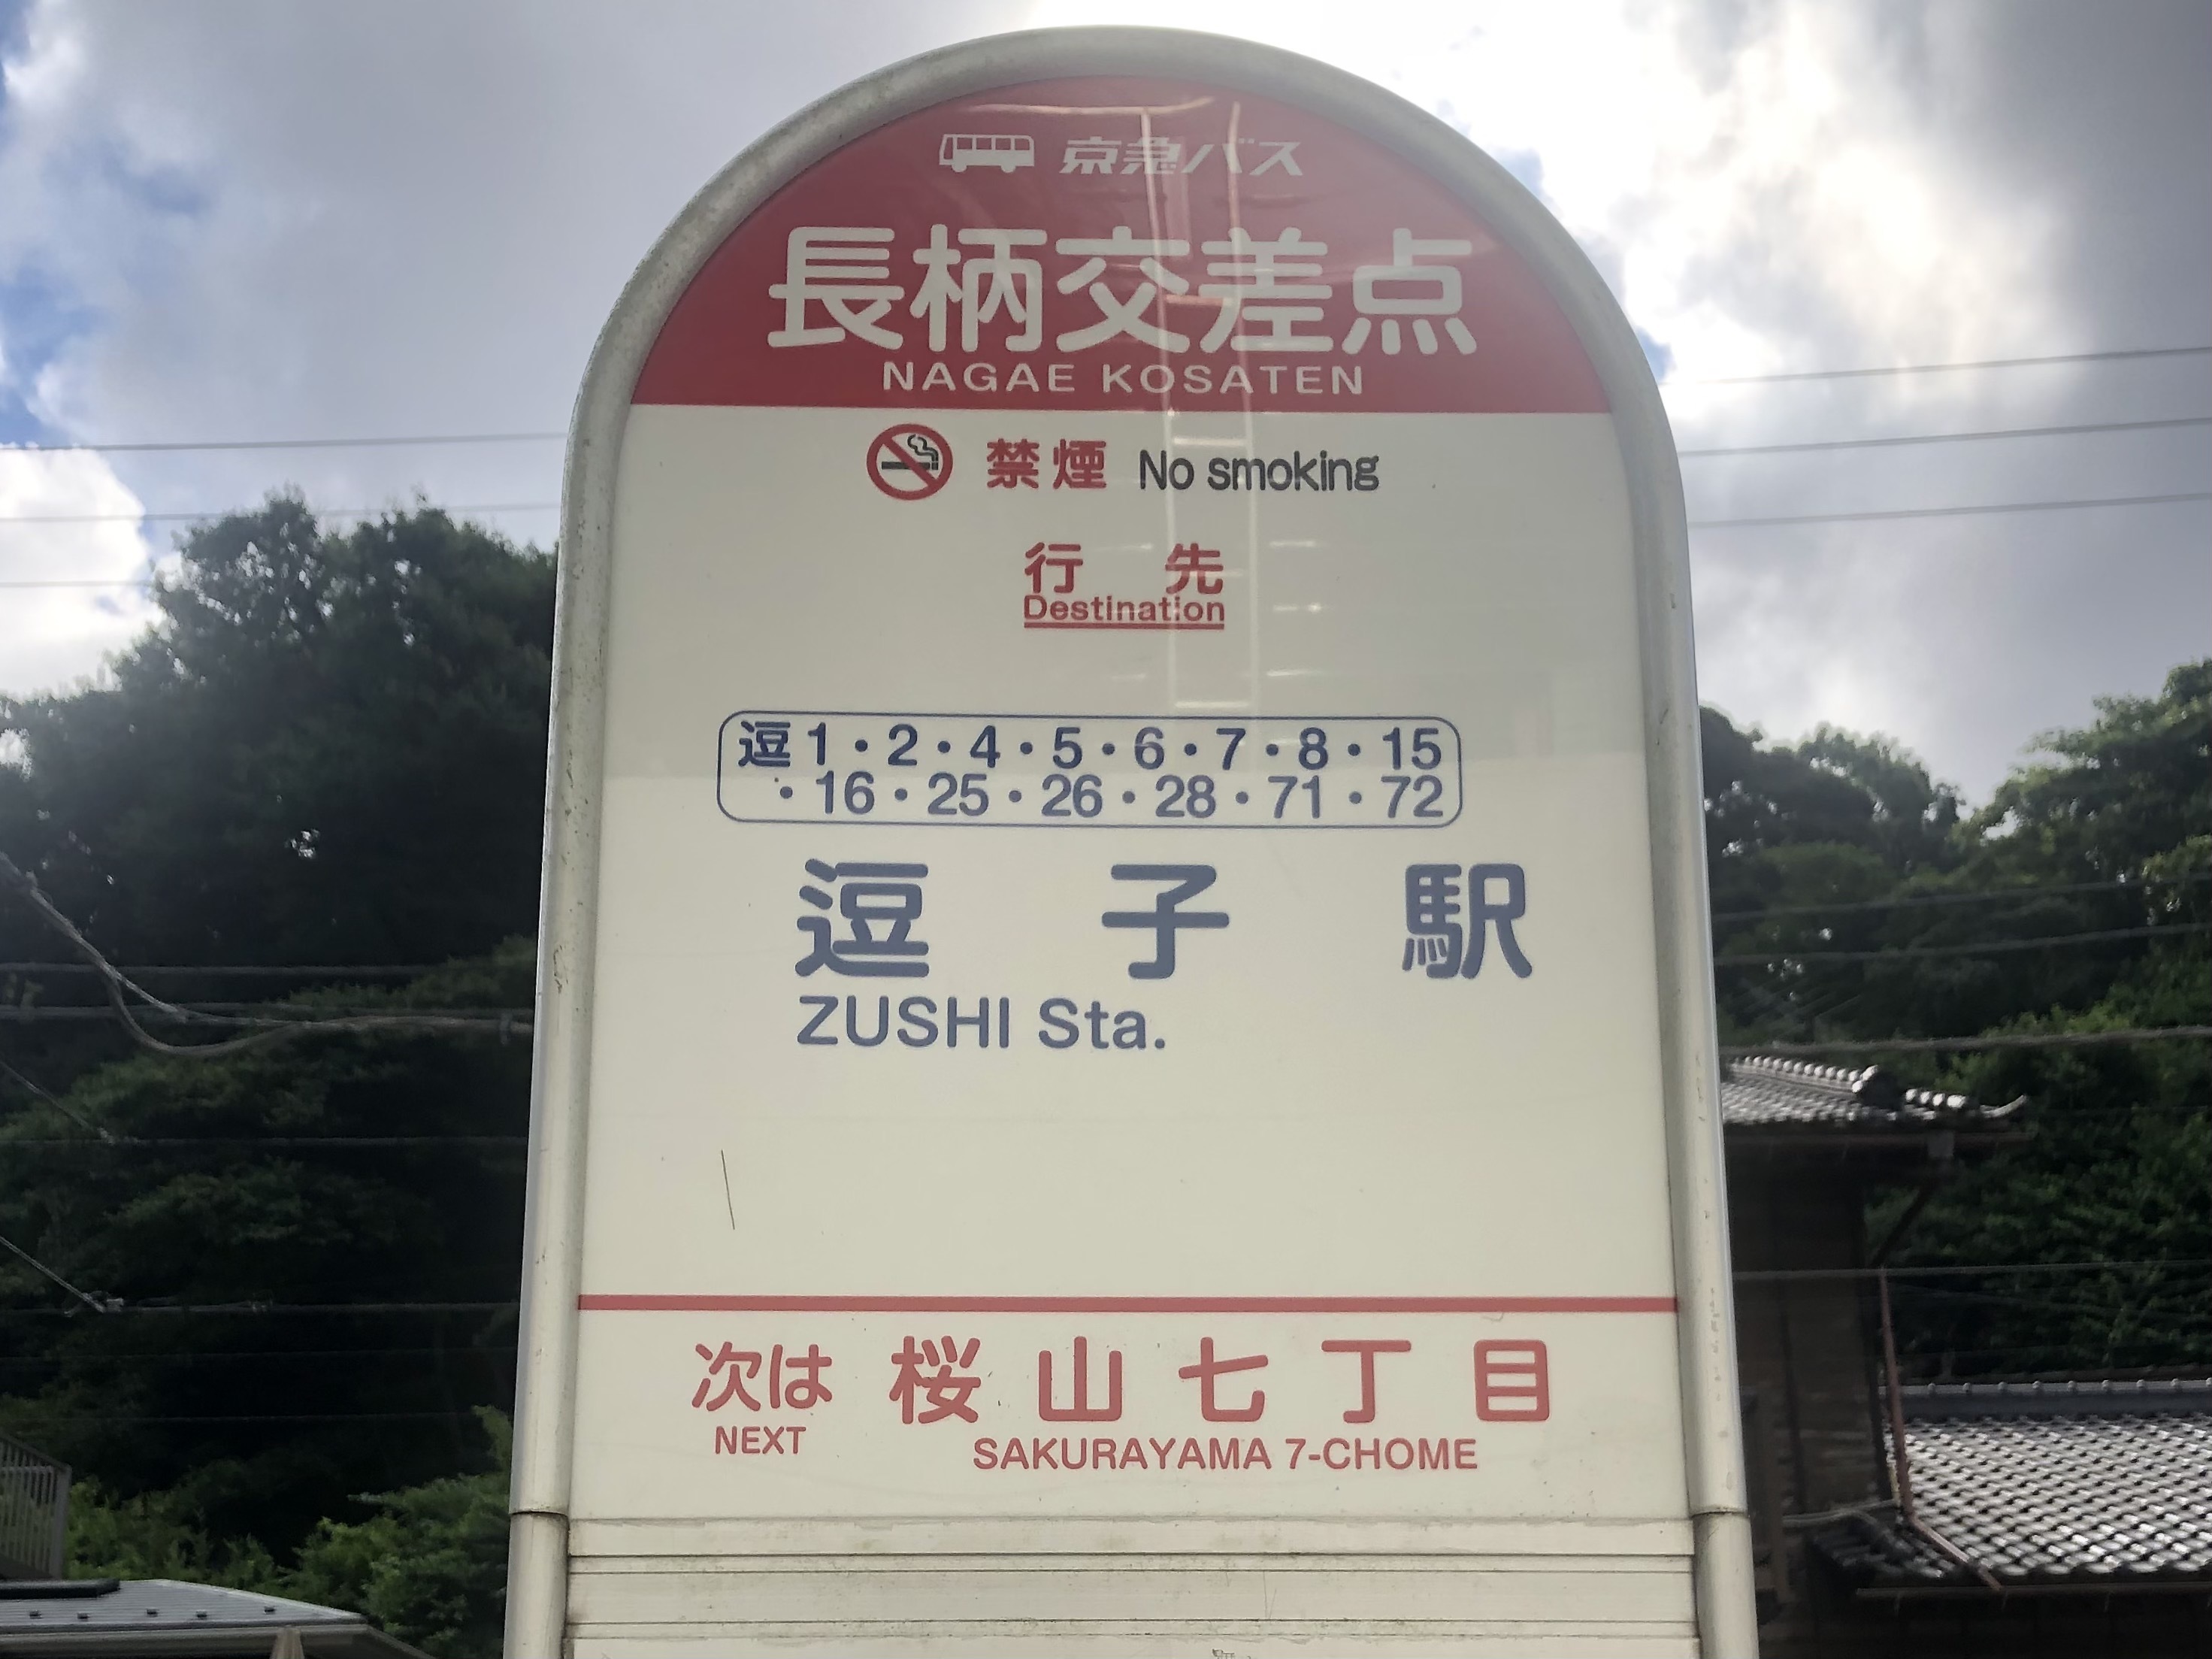 京急バス
長柄交差点
NAGAE KOSATEN
禁煙 No smoking
行先
Destination
逗1・2・4・5・6・7・8・15
・16・25・26・28・71・72
逗子駅
ZUSHI Sta.
次は 桜山七丁目
NEXT SAKURAYAMA 7-CHOME